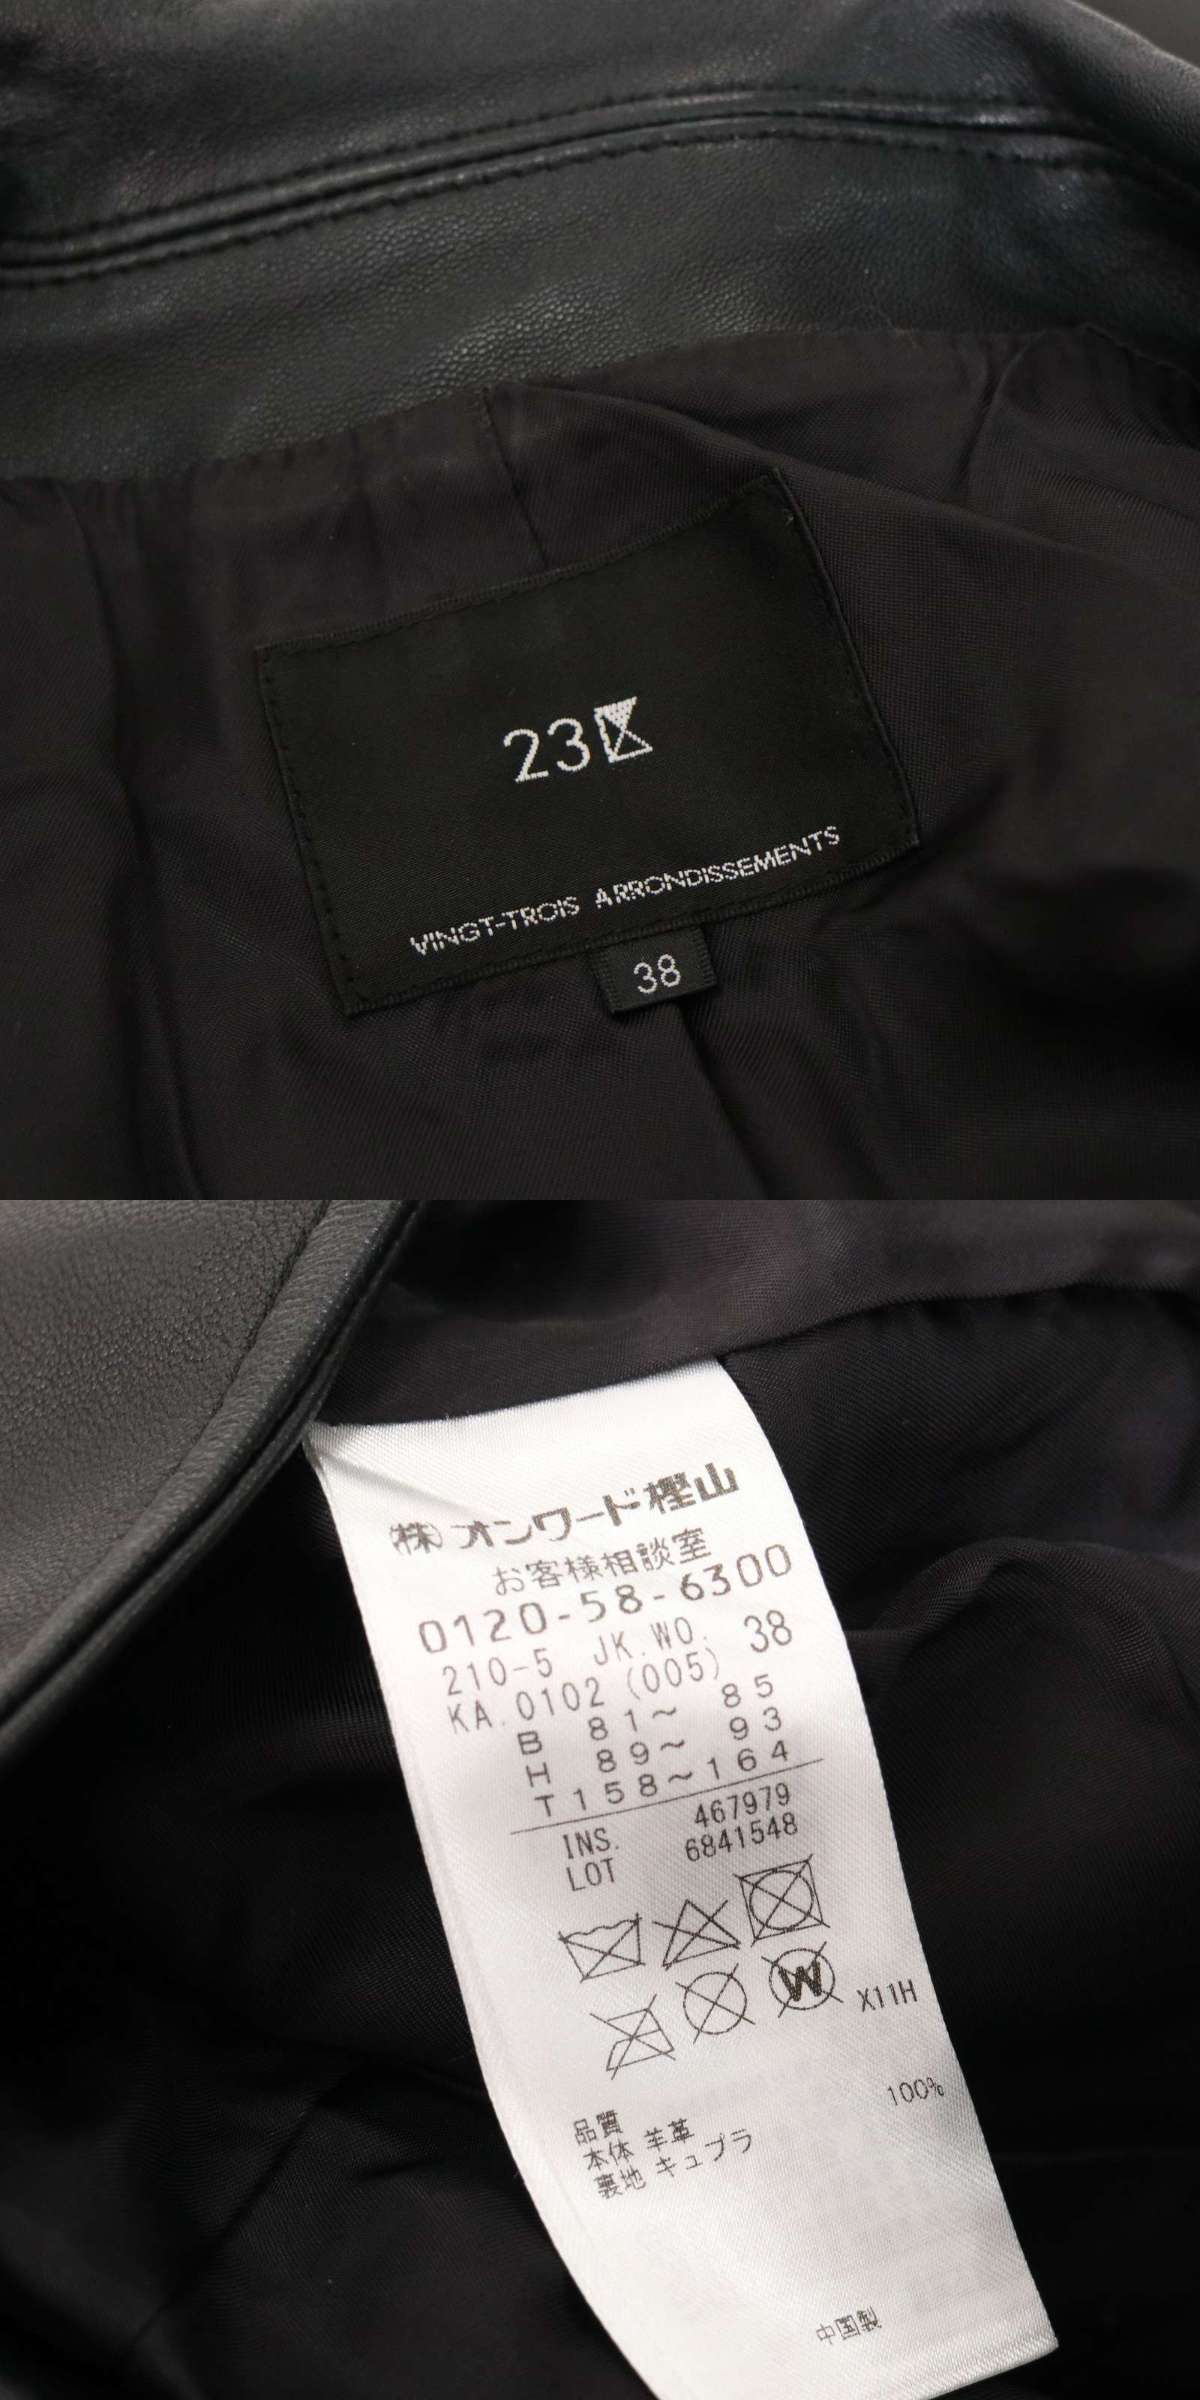 23区
VINGT-TROIS ARRONDISSEMENTS
38
(株)オンワード樫山
お客様相談室
0120-58-6300
210-5 JK.WO. 38
KA.0102 (005)
B 81～ 85
H 89～ 93
T158～164
INS. 467979
LOT 6841548
W X11H
品質
本体 羊革
裏地 キュプラ 100%
中国製